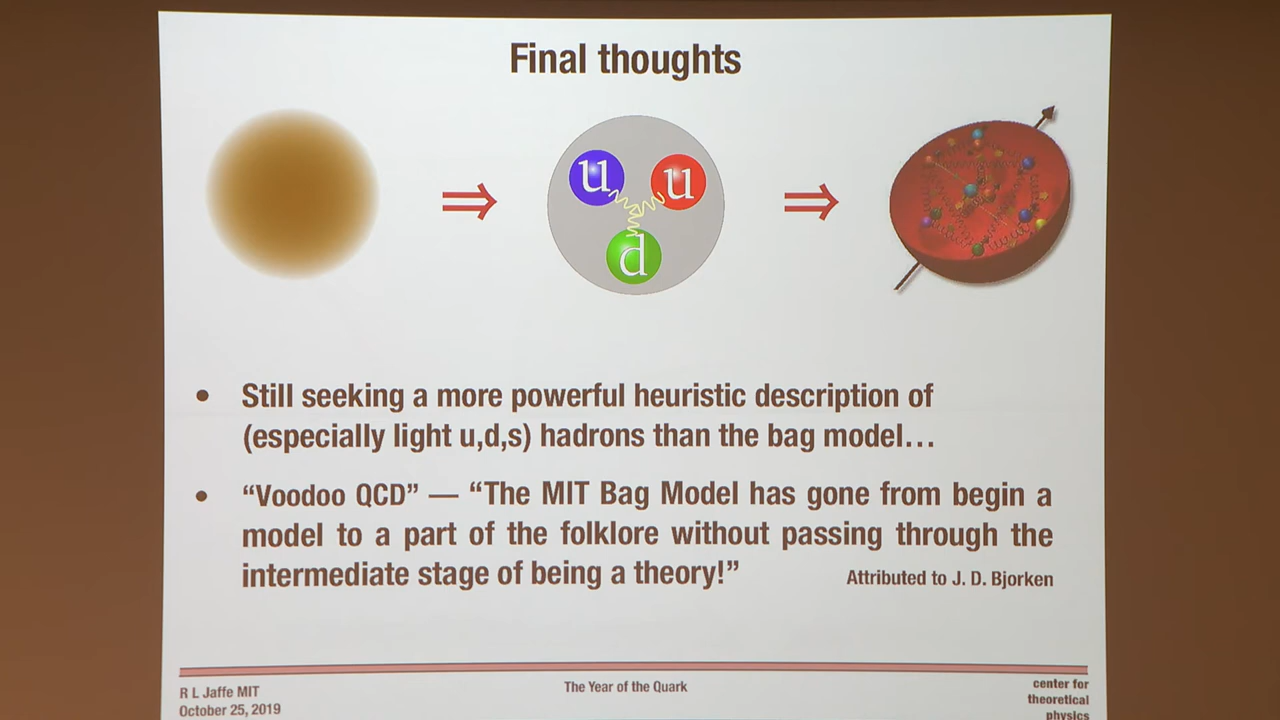 Final thoughts
u
u
d
• Still seeking a more powerful heuristic description of
(especially light u,d,s) hadrons than the bag model…
• “Voodoo QCD” — “The MIT Bag Model has gone from begin a
model to a part of the folklore without passing through the
intermediate stage of being a theory!”
Attributed to J. D. Bjorken
R L Jaffe MIT
October 25, 2019
The Year of the Quark
center for
theoretical
physics